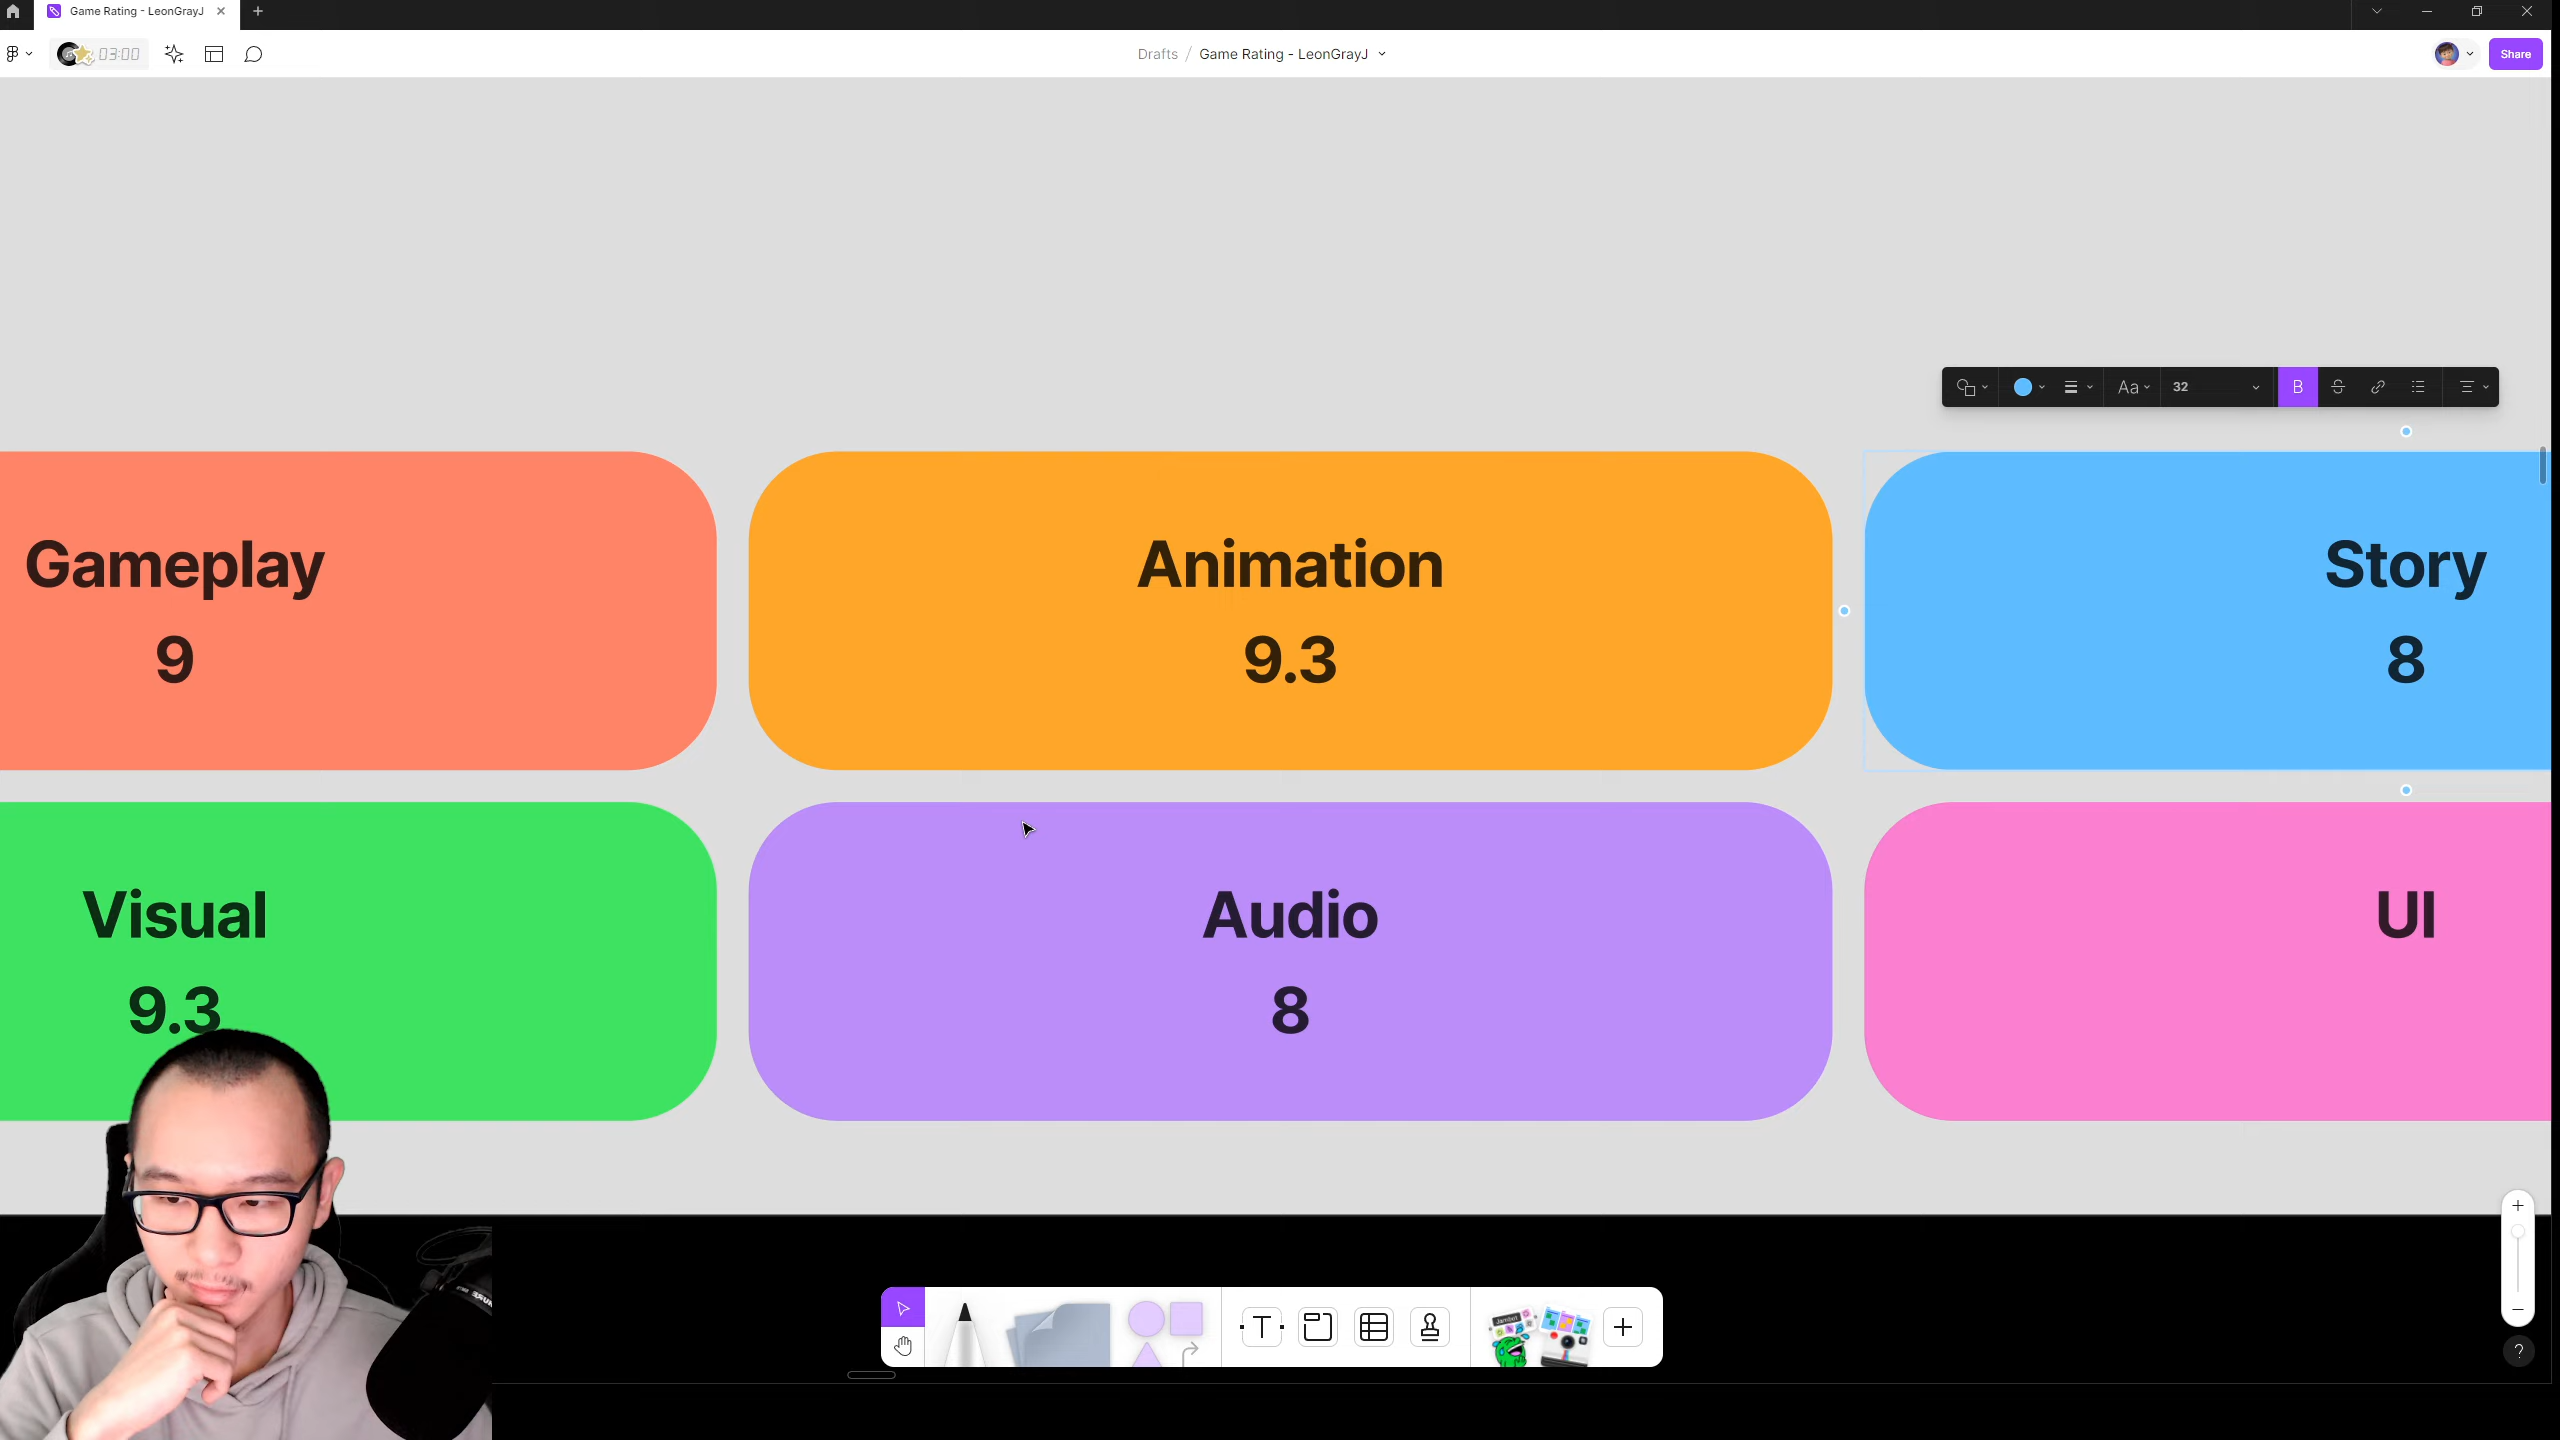 Game Rating - LeonGrayJ
03:00
Drafts / Game Rating - LeonGrayJ
Share
Aa
32
B
S
Gameplay
9
Animation
9.3
Story
8
Visual
9.3
Audio
8
UI
T
Jambot
?